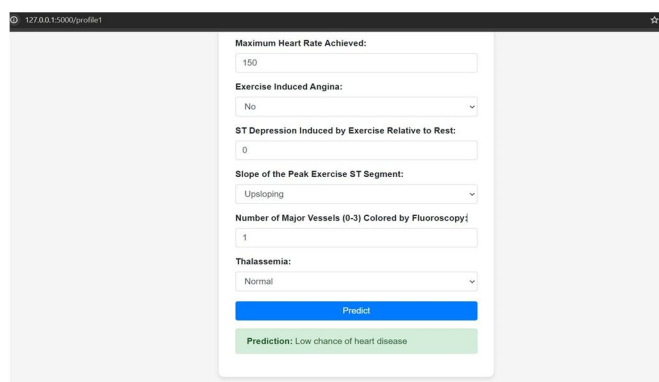 127.0.0.1:5000/profile1
Maximum Heart Rate Achieved:
150
Exercise Induced Angina:
No
ST Depression Induced by Exercise Relative to Rest:
0
Slope of the Peak Exercise ST Segment:
Upsloping
Number of Major Vessels (0-3) Colored by Fluoroscopy:
1
Thalassemia:
Normal
Predict
Prediction: Low chance of heart disease